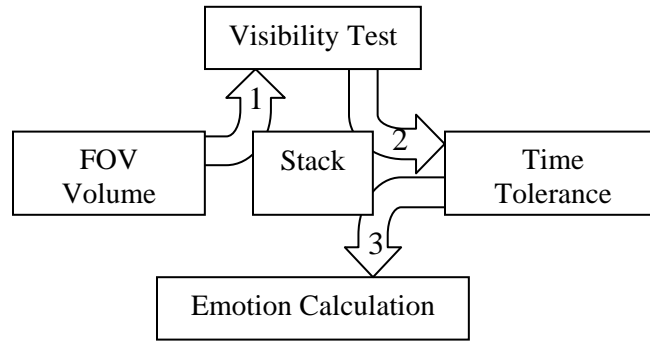 Visibility Test
1
2
FOV
Volume
Stack
Time
Tolerance
3
Emotion Calculation